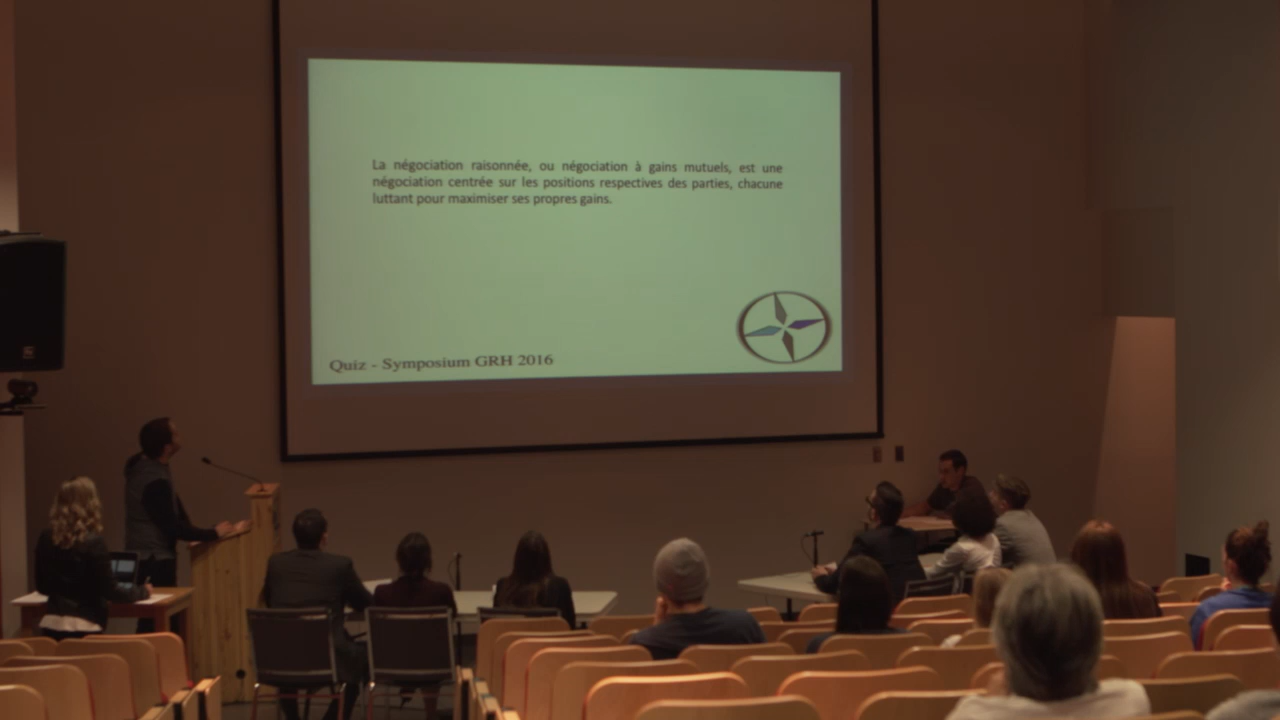 La négociation raisonnée, ou négociation à gains mutuels, est une
négociation centrée sur les positions respectives des parties, chacune
luttant pour maximiser ses propres gains.
Quiz - Symposium GRH 2016